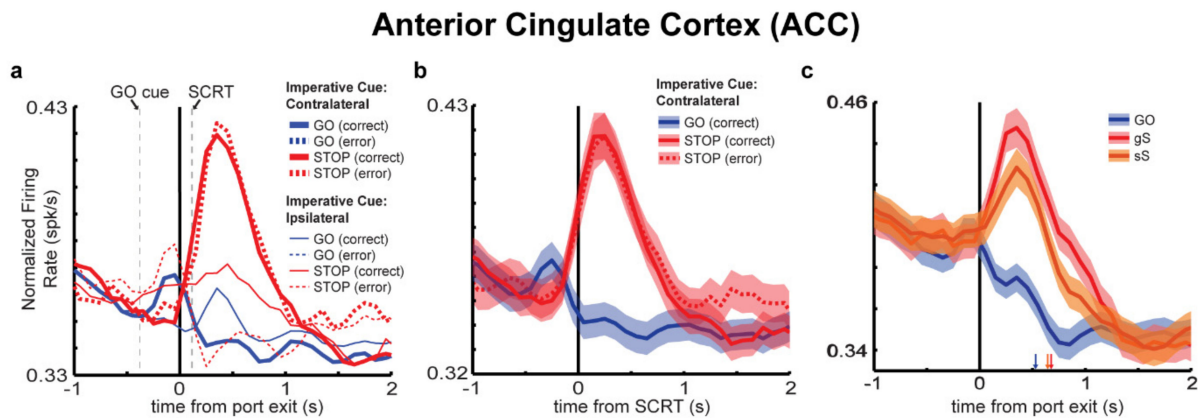 Anterior Cingulate Cortex (ACC)
a
GO cue
SCRT
Imperative Cue:
Contralateral
GO (correct)
GO (error)
STOP (correct)
STOP (error)
Imperative Cue:
Ipsilateral
GO (correct)
GO (error)
STOP (correct)
STOP (error)
Normalized Firing
Rate (spk/s)
0.43
0.33
-1
0
1
2
time from port exit (s)
b
Imperative Cue:
Contralateral
GO (correct)
STOP (correct)
STOP (error)
0.43
0.32
-1
0
1
2
time from SCRT (s)
c
GO
gS
sS
0.46
0.34
-1
0
1
2
time from port exit (s)